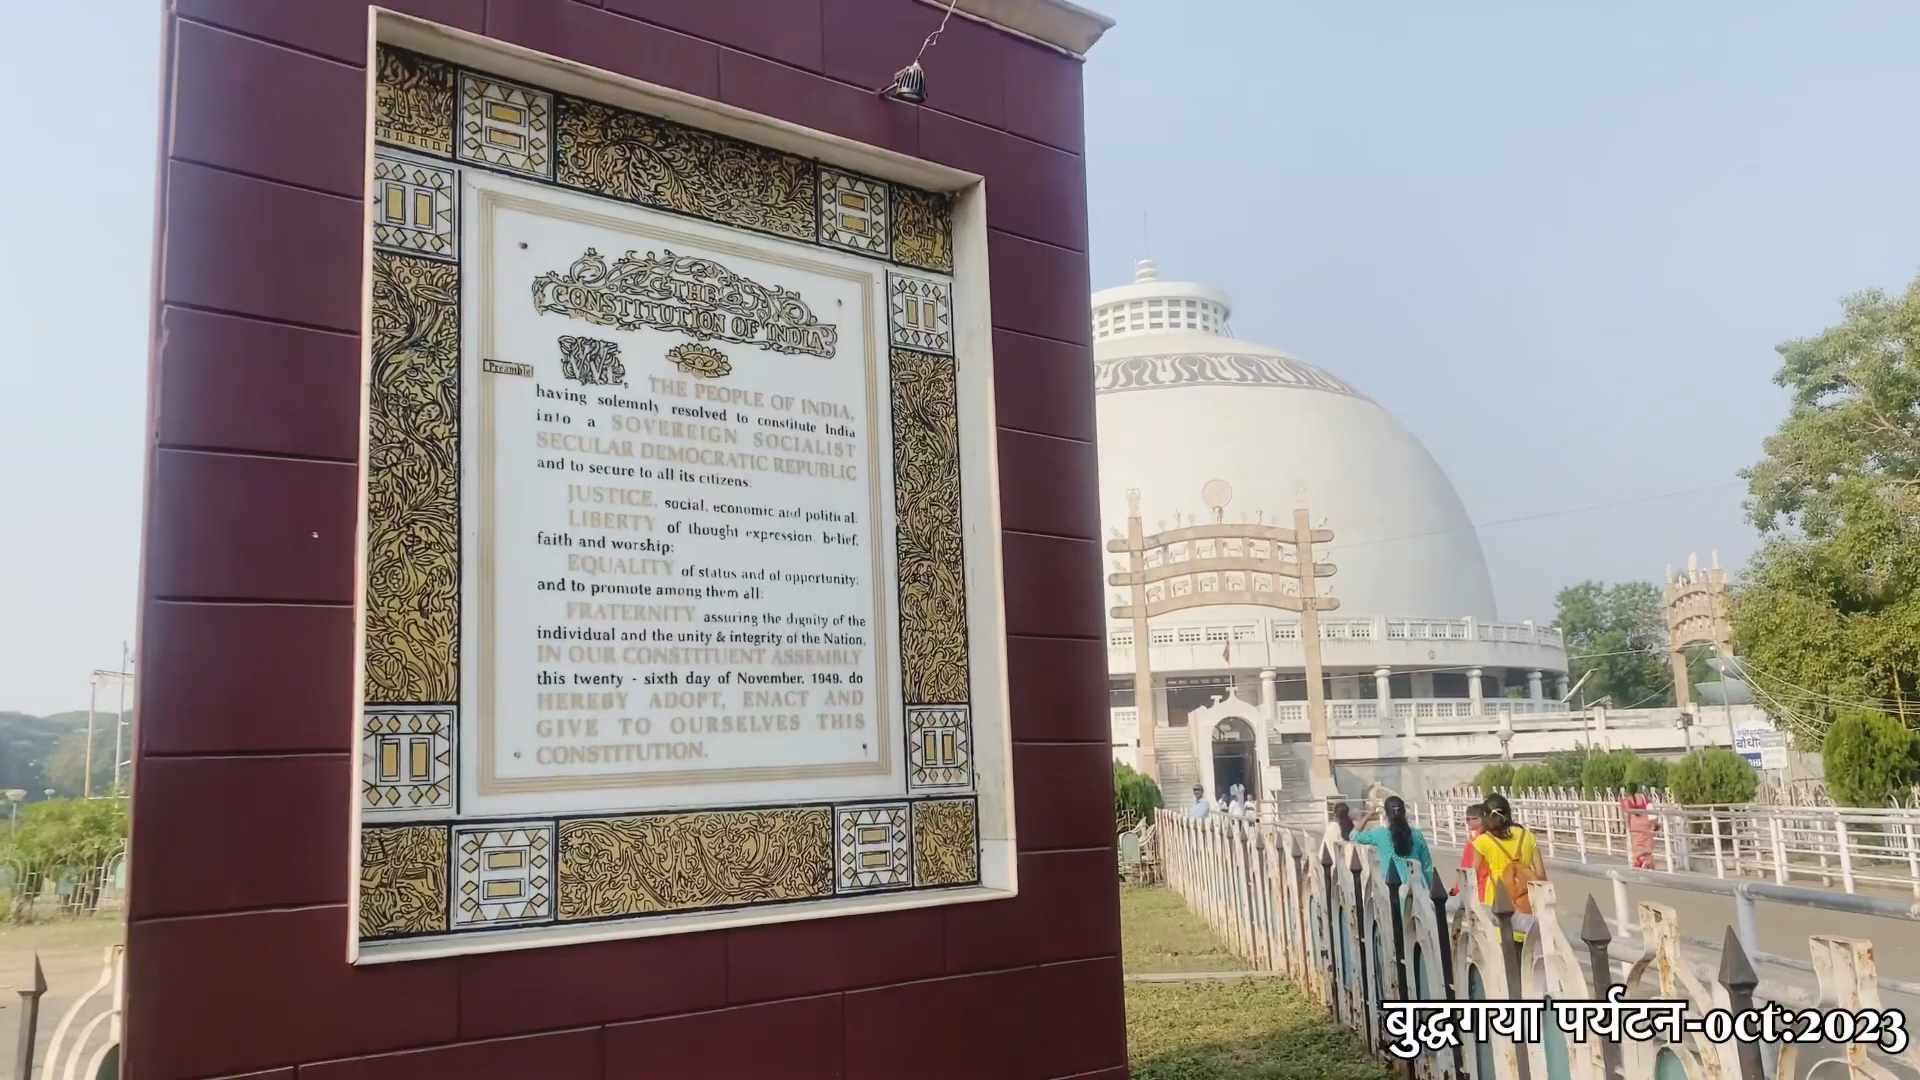 THE
CONSTITUTION OF INDIA
Preamble
WE, THE PEOPLE OF INDIA,
having solemnly resolved to constitute India
into a SOVEREIGN SOCIALIST
SECULAR DEMOCRATIC REPUBLIC
and to secure to all its citizens:
JUSTICE, social, economic and political.
LIBERTY of thought expression, belief,
faith and worship;
EQUALITY of status and of opportunity;
and to promote among them all:
FRATERNITY assuring the dignity of the
individual and the unity & integrity of the Nation,
IN OUR CONSTITUENT ASSEMBLY
this twenty - sixth day of November, 1949, do
HEREBY ADOPT, ENACT AND
GIVE TO OURSELVES THIS
CONSTITUTION.
बुद्धगया पर्यटन-oct:2023